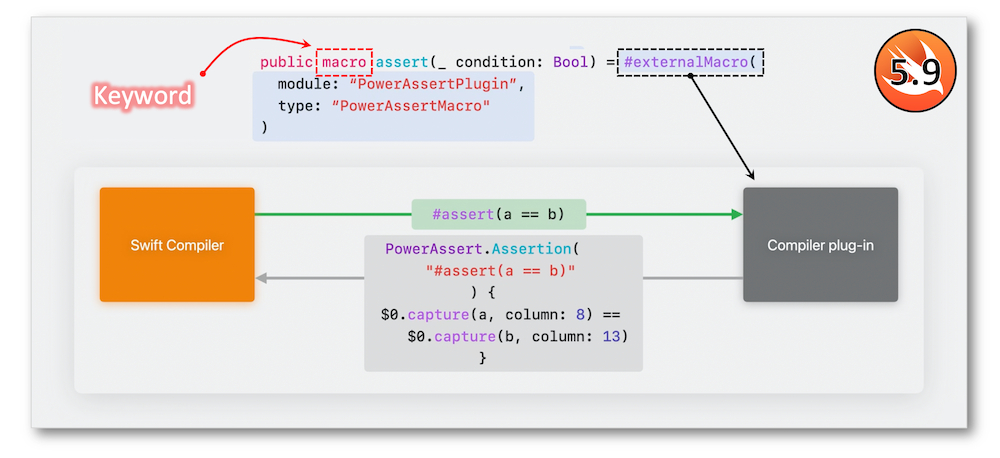 public macro assert(_ condition: Bool) = #externalMacro(
module: “PowerAssertPlugin”,
type: “PowerAssertMacro"
)
Keyword
5.9
Swift Compiler
#assert(a == b)
Compiler plug-in
PowerAssert.Assertion(
"#assert(a == b)"
) {
$0.capture(a, column: 8) ==
$0.capture(b, column: 13)
}